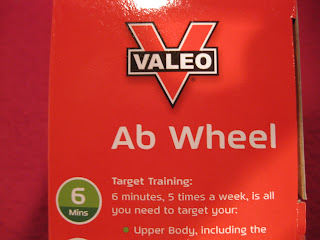 VALEO
Ab Wheel
Target Training:
6 minutes, 5 times a week, is all
you need to target your:
Upper Body, including the
6
Mins